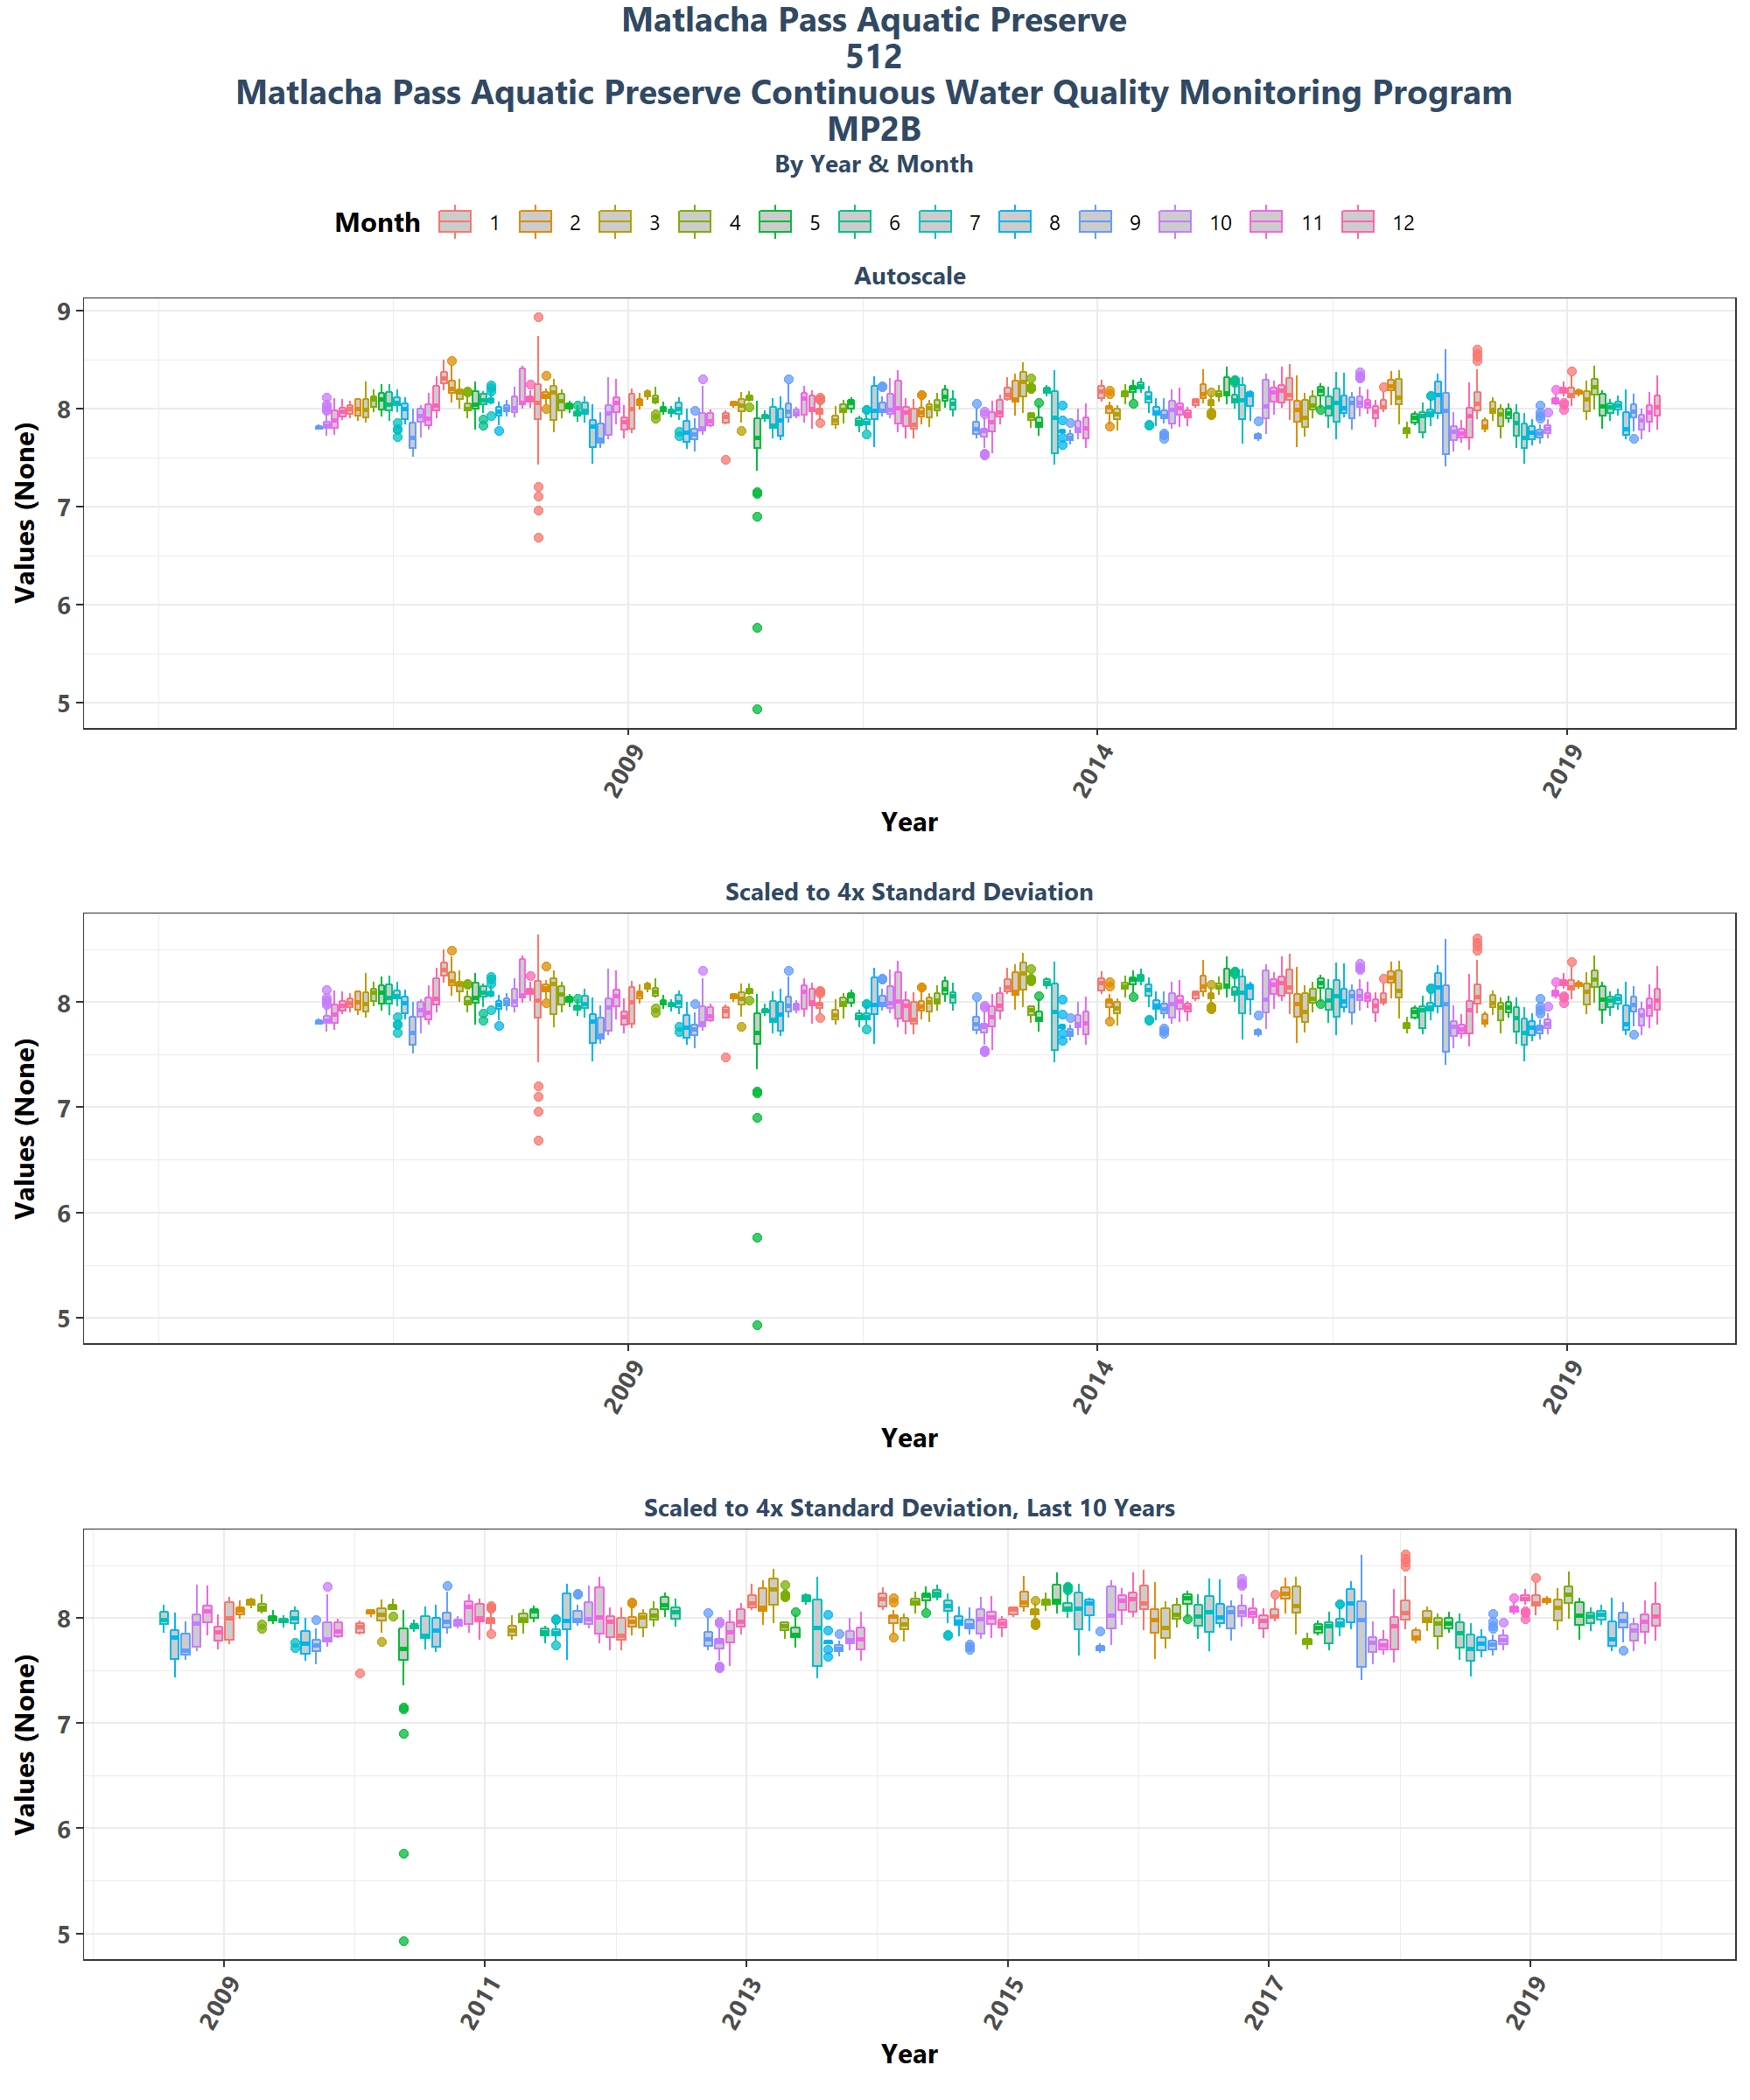 Matlacha Pass Aquatic Preserve
512
Matlacha Pass Aquatic Preserve Continuous Water Quality Monitoring Program
MP2B
By Year & Month
Month 1 2 3 4 5 6 7 8 9 10 11 12
Autoscale
Values (None)
9
8
7
6
5
2009 2014 2019
Year
Scaled to 4x Standard Deviation
Values (None)
8
7
6
5
2009 2014 2019
Year
Scaled to 4x Standard Deviation, Last 10 Years
Values (None)
8
7
6
5
2009 2011 2013 2015 2017 2019
Year